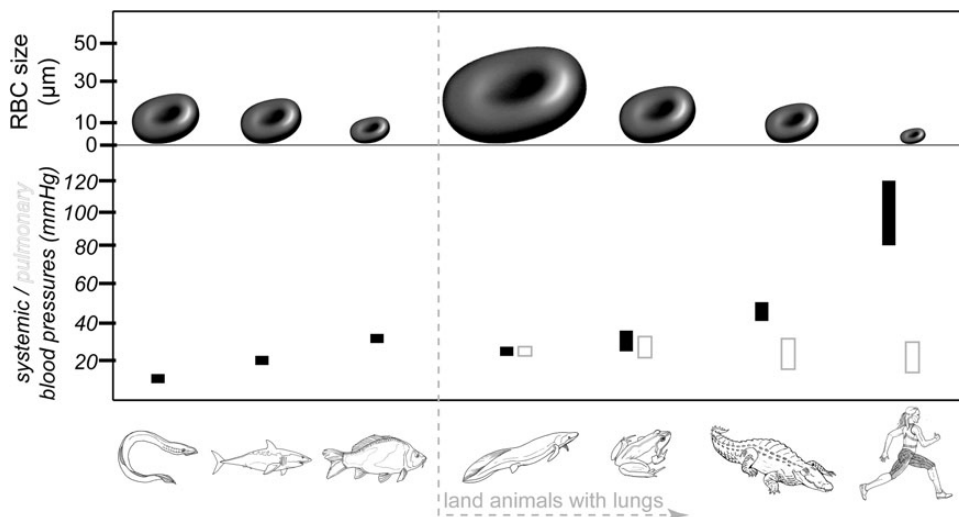 RBC size
(µm)
50
30
10
0
systemic / pulmonary
blood pressures (mmHg)
120
100
80
60
40
20
land animals with lungs